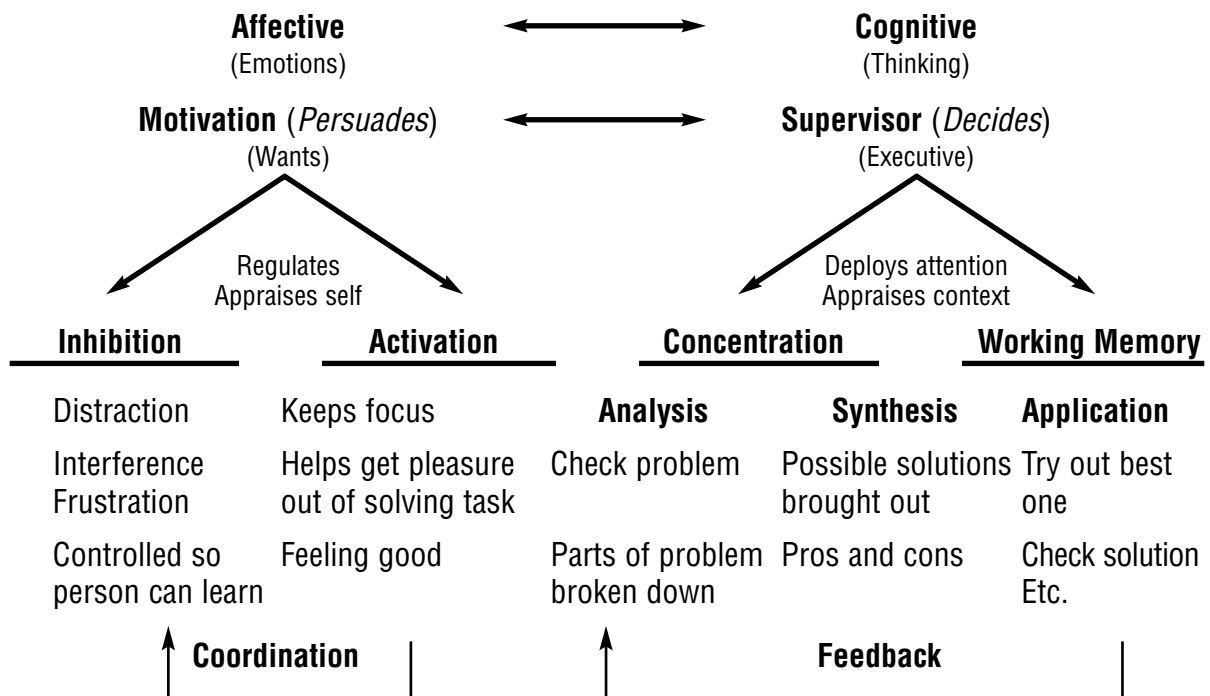 Affective
Cognitive
(Emotions)
(Thinking)
Motivation (Persuades)
Supervisor (Decides)
(Wants)
(Executive)
Regulates
Appraises self
Deploys attention
Appraises context
Inhibition
Activation
Concentration
Working Memory
Distraction
Interference
Frustration
Controlled so
person can learn
Keeps focus
Helps get pleasure
out of solving task
Feeling good
Analysis
Check problem
Parts of problem
broken down
Synthesis
Possible solutions
brought out
Pros and cons
Application
Try out best
one
Check solution
Etc.
Coordination
Feedback